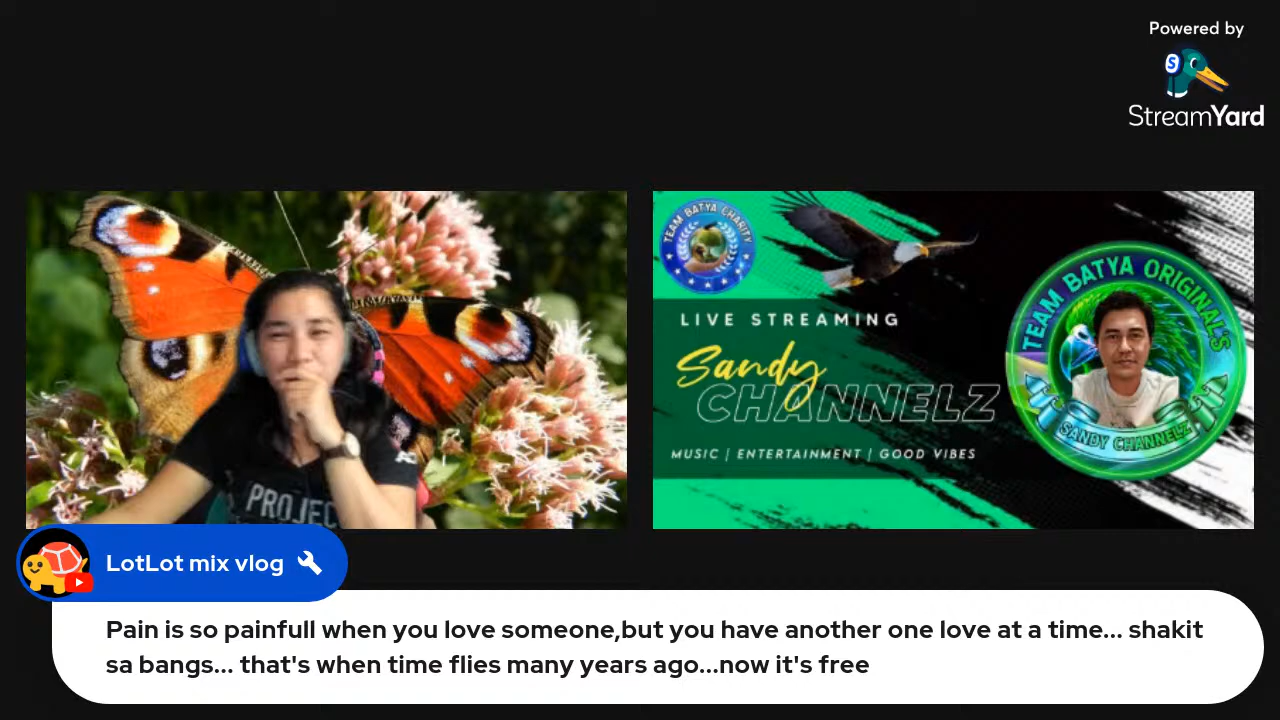 Powered by
StreamYard
TEAM BATYA CHARITY
LIVE STREAMING
Sandy
CHANNELZ
MUSIC | ENTERTAINMENT | GOOD VIBES
TEAM BATYA ORIGINALS
SANDY CHANNELZ
PROJEC
LotLot mix vlog
Pain is so painfull when you love someone,but you have another one love at a time... shakit
sa bangs... that's when time flies many years ago...now it's free